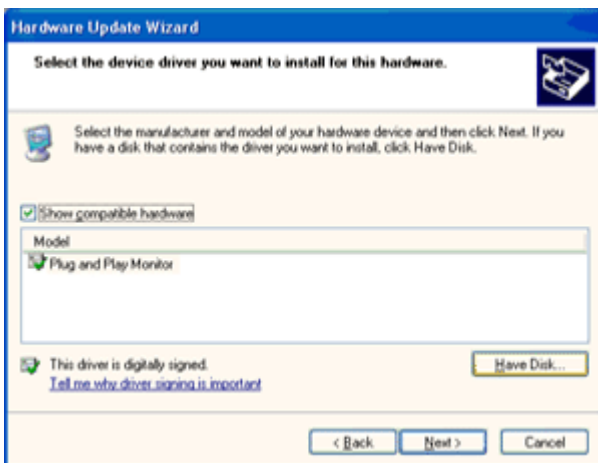 Hardware Update Wizard
Select the device driver you want to install for this hardware.
Select the manufacturer and model of your hardware device and then click Next. If you
have a disk that contains the driver you want to install, click Have Disk.
Show compatible hardware
Model
Plug and Play Monitor
This driver is digitally signed.
Have Disk...
Tell me why driver signing is important
< Back
Next >
Cancel